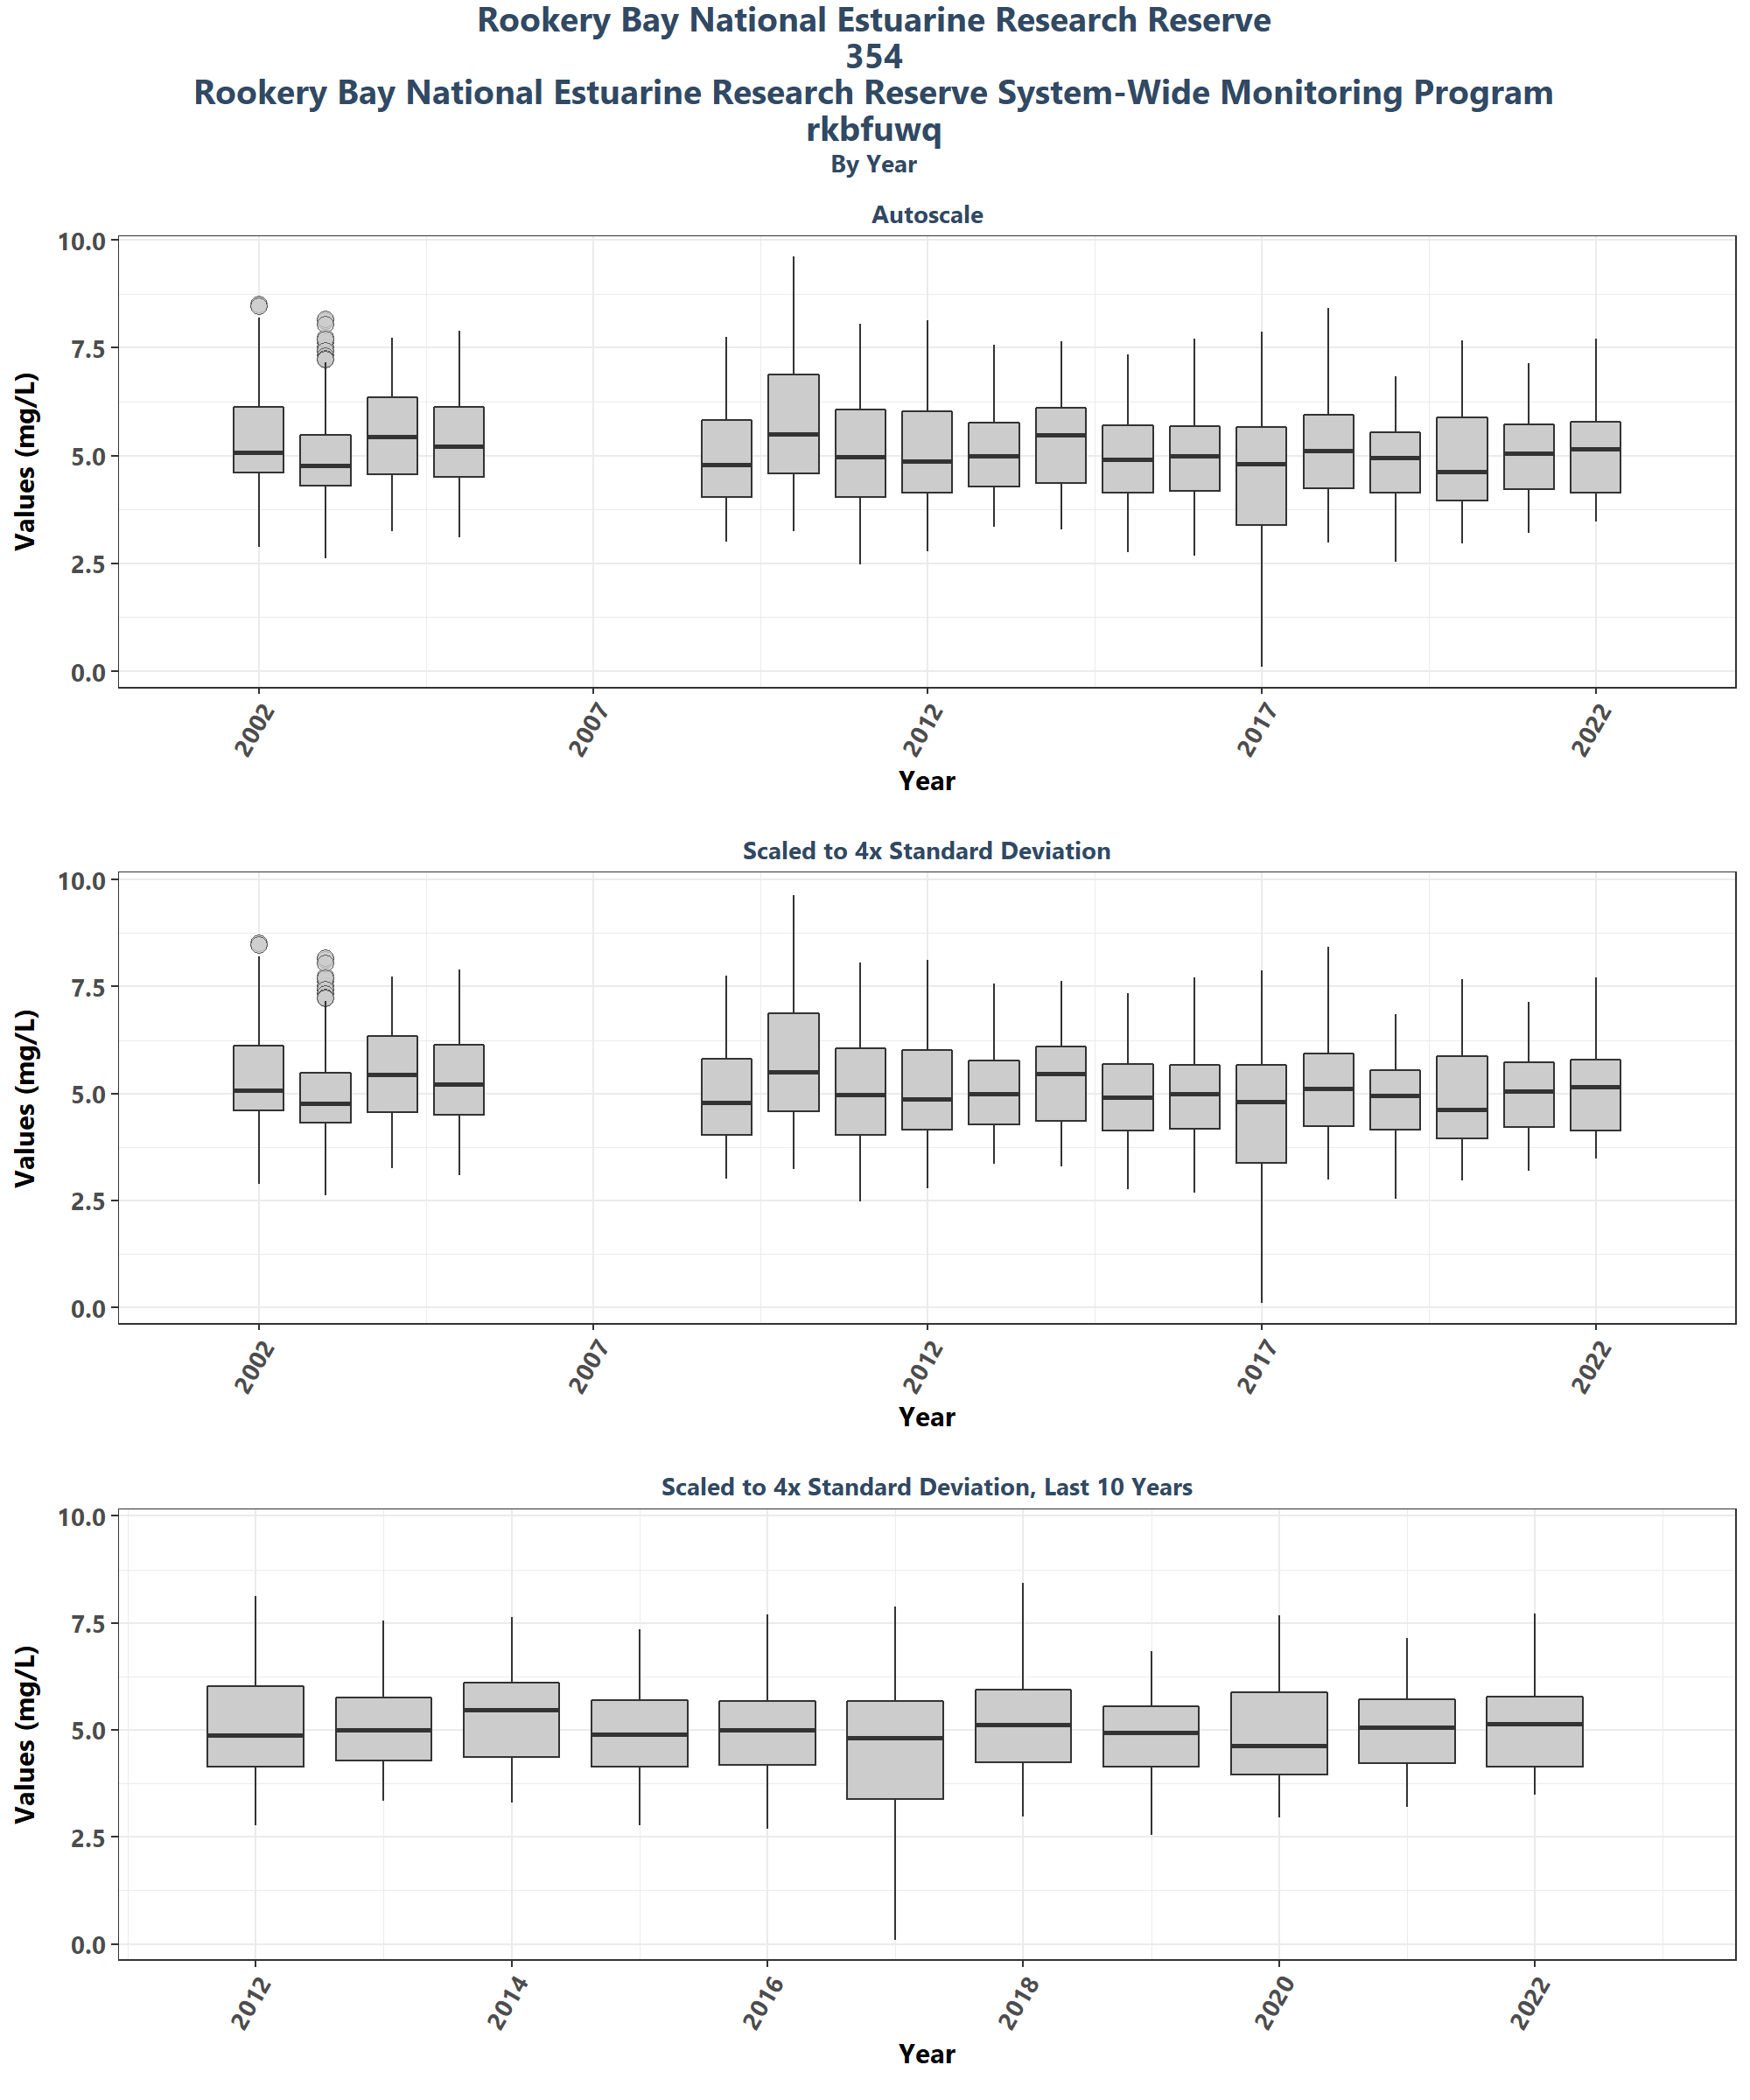 Rookery Bay National Estuarine Research Reserve
354
Rookery Bay National Estuarine Research Reserve System-Wide Monitoring Program
rkbfuwq
By Year
Autoscale
Values (mg/L)
10.0
7.5
5.0
2.5
0.0
2002 2007 2012 2017 2022
Year
Scaled to 4x Standard Deviation
Values (mg/L)
10.0
7.5
5.0
2.5
0.0
2002 2007 2012 2017 2022
Year
Scaled to 4x Standard Deviation, Last 10 Years
Values (mg/L)
10.0
7.5
5.0
2.5
0.0
2012 2014 2016 2018 2020 2022
Year